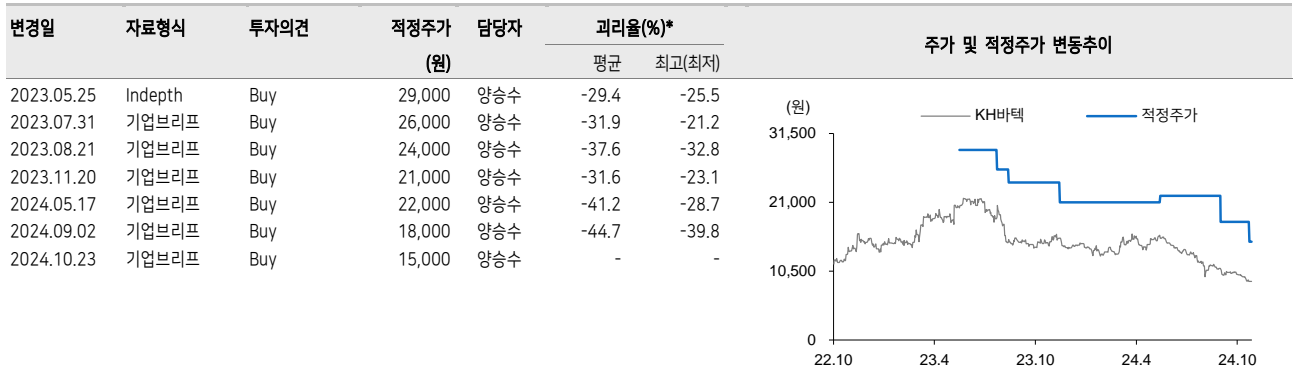 변경일 자료형식 투자의견 적정주가 담당자 괴리율(%)* 주가 및 적정주가 변동추이
(원) 평균 최고(최저)
2023.05.25 Indepth Buy 29,000 양승수 -29.4 -25.5
2023.07.31 기업브리프 Buy 26,000 양승수 -31.9 -21.2
2023.08.21 기업브리프 Buy 24,000 양승수 -37.6 -32.8
2023.11.20 기업브리프 Buy 21,000 양승수 -31.6 -23.1
2024.05.17 기업브리프 Buy 22,000 양승수 -41.2 -28.7
2024.09.02 기업브리프 Buy 18,000 양승수 -44.7 -39.8
2024.10.23 기업브리프 Buy 15,000 양승수 - -
(원) KH바텍 적정주가
31,500
21,000
10,500
0
22.10 23.4 23.10 24.4 24.10